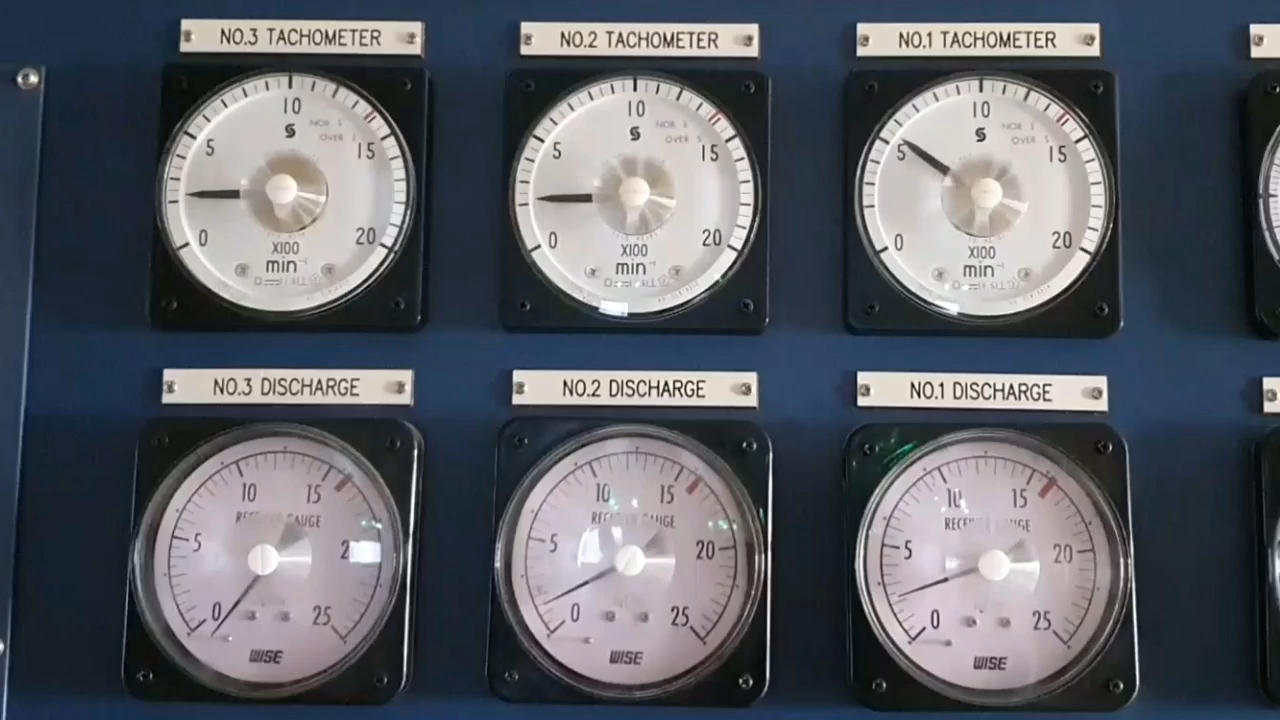 NO.3 TACHOMETER
NO.2 TACHOMETER
NO.1 TACHOMETER
10
5
15
0
20
X100
min⁻¹
10
5
15
0
20
X100
min⁻¹
10
5
15
0
20
X100
min⁻¹
NO.3 DISCHARGE
NO.2 DISCHARGE
NO.1 DISCHARGE
10 15
5
0 25
WISE
10 15
5 20
0 25
WISE
10 15
5 20
0 25
WISE